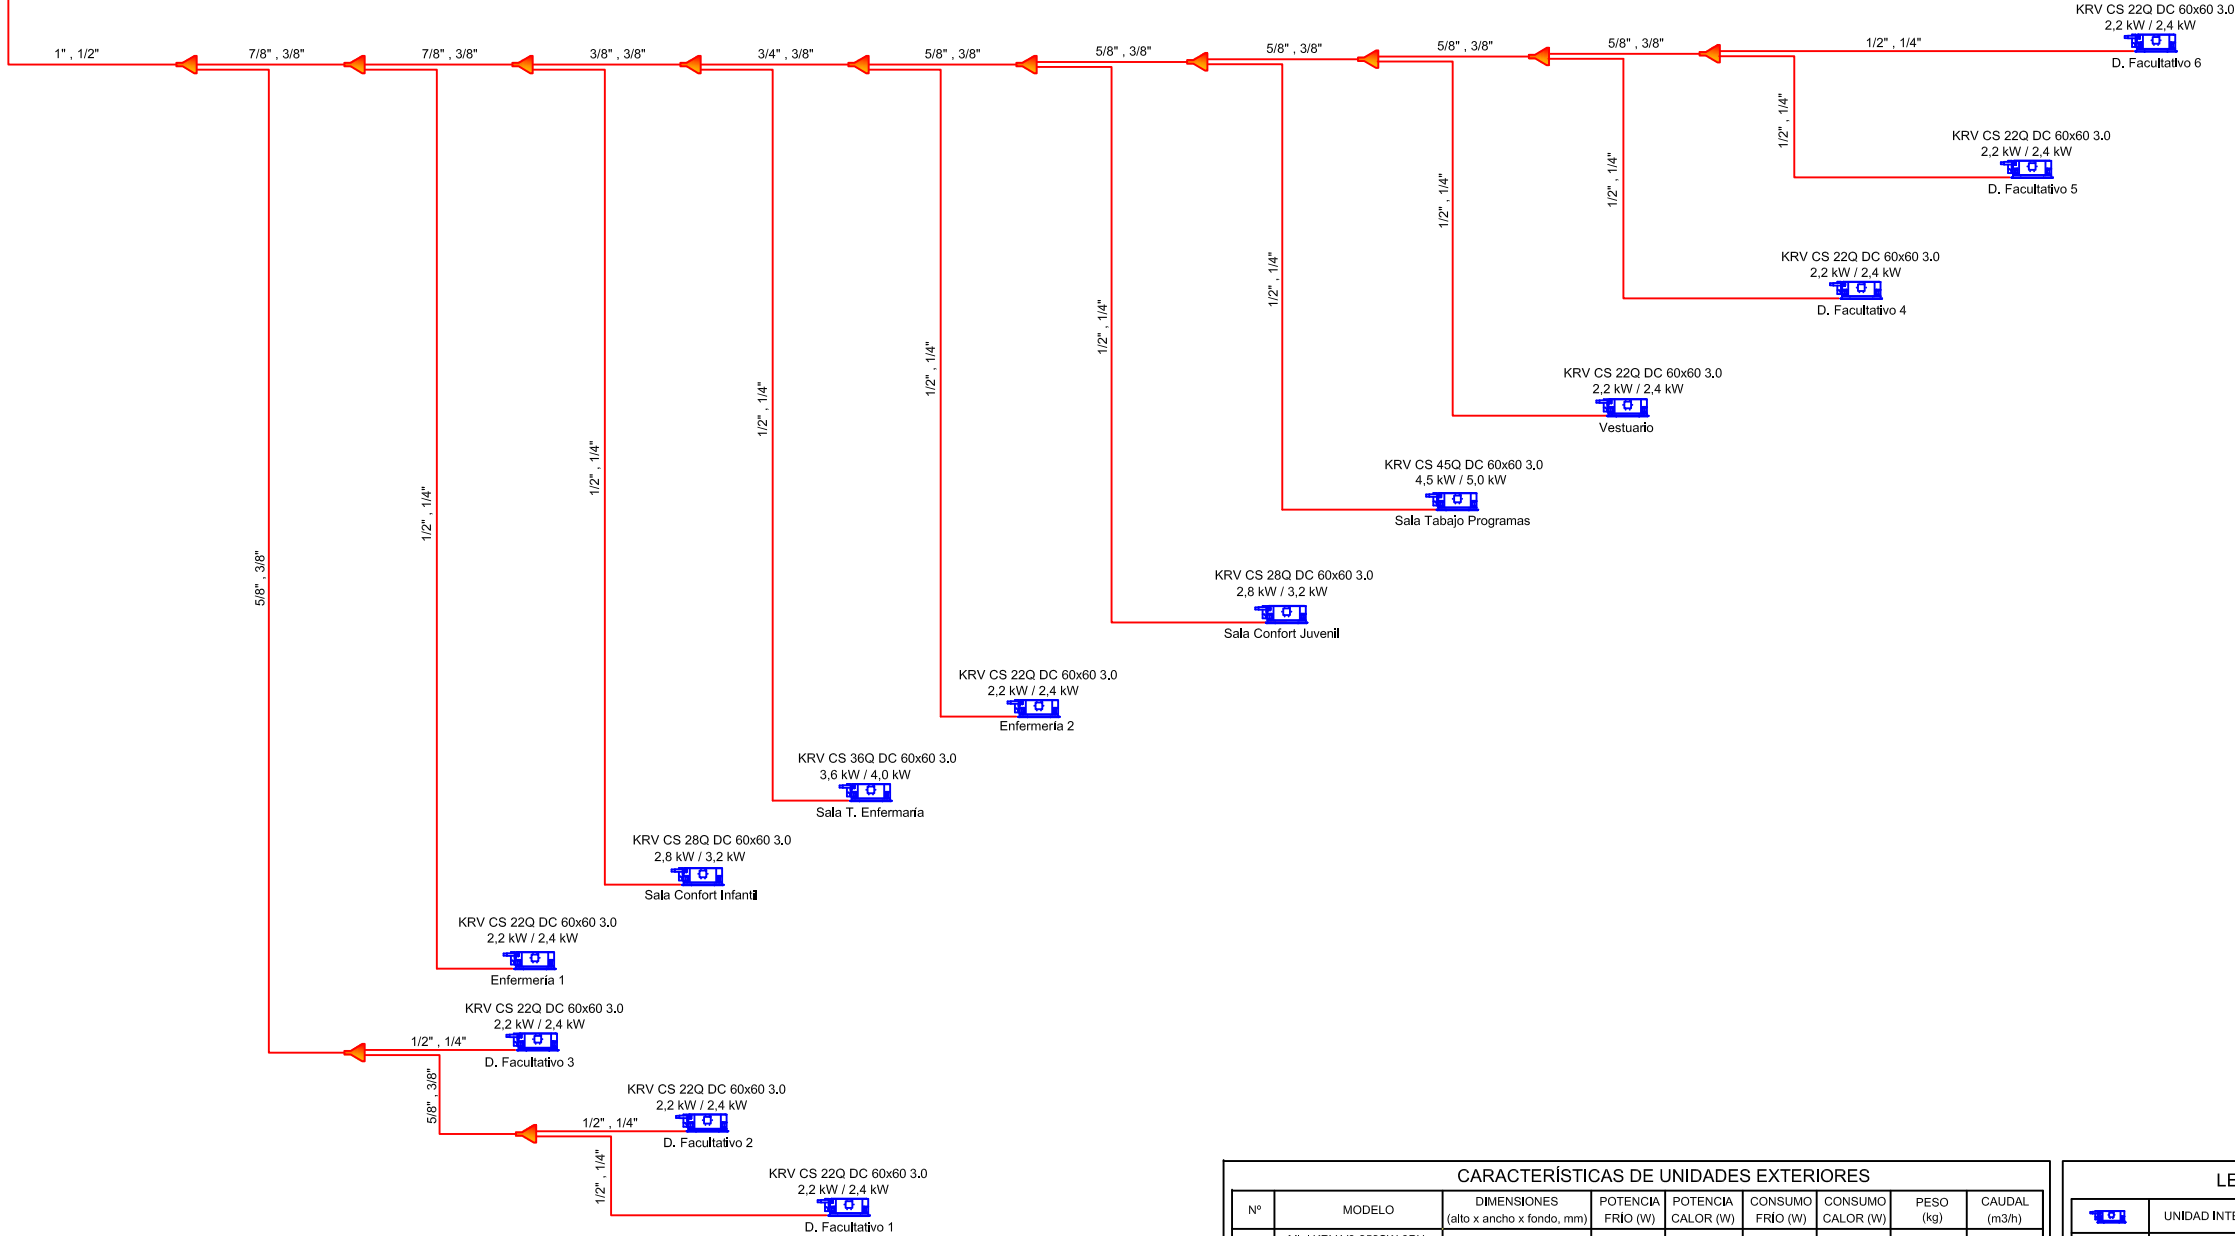 KRV CS 22Q DC 60x60 3.0
2,2 kW / 2,4 kW
D. Facultativo 6
1" , 1/2"
7/8" , 3/8"
7/8" , 3/8"
3/8" , 3/8"
3/4" , 3/8"
5/8" , 3/8"
5/8" , 3/8"
5/8" , 3/8"
5/8" , 3/8"
5/8" , 3/8"
1/2" , 1/4"
1/2" , 1/4"
KRV CS 22Q DC 60x60 3.0
2,2 kW / 2,4 kW
D. Facultativo 5
1/2" , 1/4"
KRV CS 22Q DC 60x60 3.0
2,2 kW / 2,4 kW
D. Facultativo 4
1/2" , 1/4"
KRV CS 22Q DC 60x60 3.0
2,2 kW / 2,4 kW
Vestuario
1/2" , 1/4"
KRV CS 45Q DC 60x60 3.0
4,5 kW / 5,0 kW
Sala Tabajo Programas
1/2" , 1/4"
KRV CS 28Q DC 60x60 3.0
2,8 kW / 3,2 kW
Sala Confort Juvenil
1/2" , 1/4"
KRV CS 22Q DC 60x60 3.0
2,2 kW / 2,4 kW
Enfermería 2
1/2" , 1/4"
KRV CS 36Q DC 60x60 3.0
3,6 kW / 4,0 kW
Sala T. Enfermaría
1/2" , 1/4"
KRV CS 28Q DC 60x60 3.0
2,8 kW / 3,2 kW
Sala Confort Infantil
1/2" , 1/4"
KRV CS 22Q DC 60x60 3.0
2,2 kW / 2,4 kW
Enfermería 1
5/8" , 3/8"
KRV CS 22Q DC 60x60 3.0
2,2 kW / 2,4 kW
1/2" , 1/4"
D. Facultativo 3
5/8" , 3/8"
KRV CS 22Q DC 60x60 3.0
2,2 kW / 2,4 kW
1/2" , 1/4"
D. Facultativo 2
1/2" , 1/4"
KRV CS 22Q DC 60x60 3.0
2,2 kW / 2,4 kW
D. Facultativo 1
CARACTERÍSTICAS DE UNIDADES EXTERIORES
Nº MODELO DIMENSIONES (alto x ancho x fondo, mm) POTENCIA FRÍO (W) POTENCIA CALOR (W) CONSUMO FRÍO (W) CONSUMO CALOR (W) PESO (kg) CAUDAL (m3/h)
LE
UNIDAD INTE